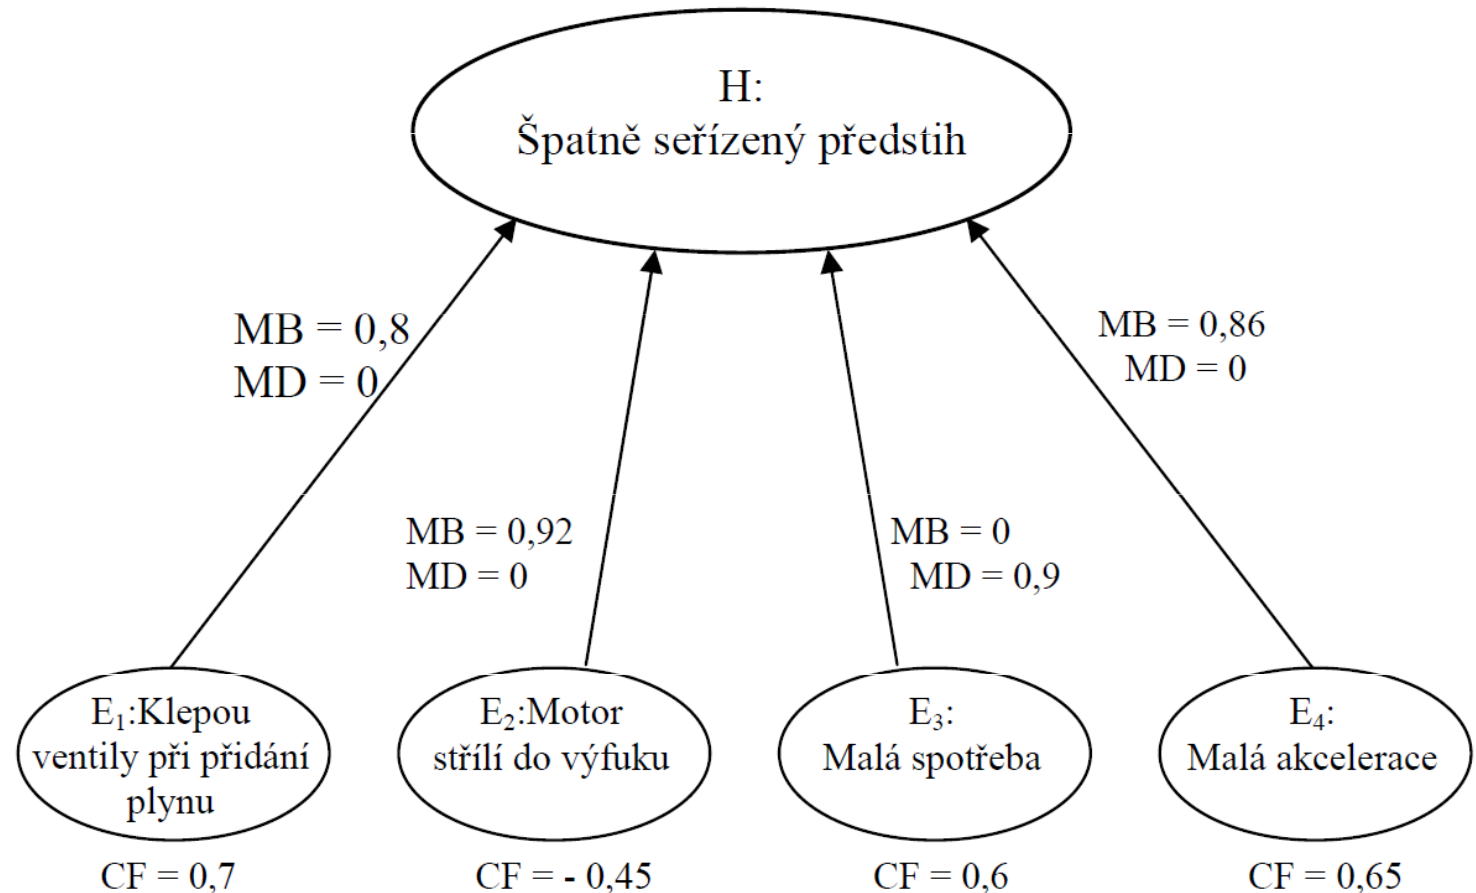 H:
Špatně seřízený předstih
MB = 0,8
MD = 0
MB = 0,86
MD = 0
MB = 0,92
MD = 0
MB = 0
MD = 0,9
E₁:Klepou
ventily při přidání
plynu
E₂:Motor
střílí do výfuku
E₃:
Malá spotřeba
E₄:
Malá akcelerace
CF = 0,7
CF = - 0,45
CF = 0,6
CF = 0,65